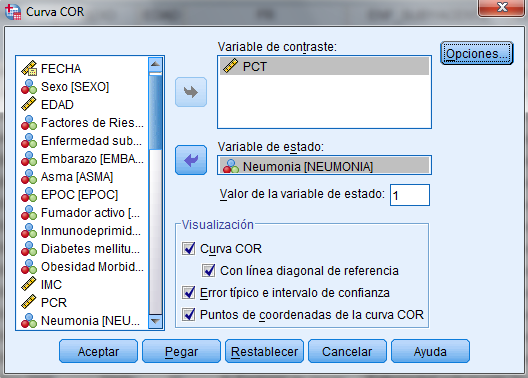 Curva COR
FECHA
Sexo [SEXO]
EDAD
Factores de Ries...
Enfermedad sub...
Embarazo [EMBA...
Asma [ASMA]
EPOC [EPOC]
Fumador activo [...
Inmunodeprimid...
Diabetes mellitu...
Obesidad Morbid...
IMC
PCR
Neumonia [NEU...
Variable de contraste:
PCT
Opciones...
Variable de estado:
Neumonia [NEUMONIA]
Valor de la variable de estado: 1
Visualización
Curva COR
Con línea diagonal de referencia
Error típico e intervalo de confianza
Puntos de coordenadas de la curva COR
Aceptar
Pegar
Restablecer
Cancelar
Ayuda